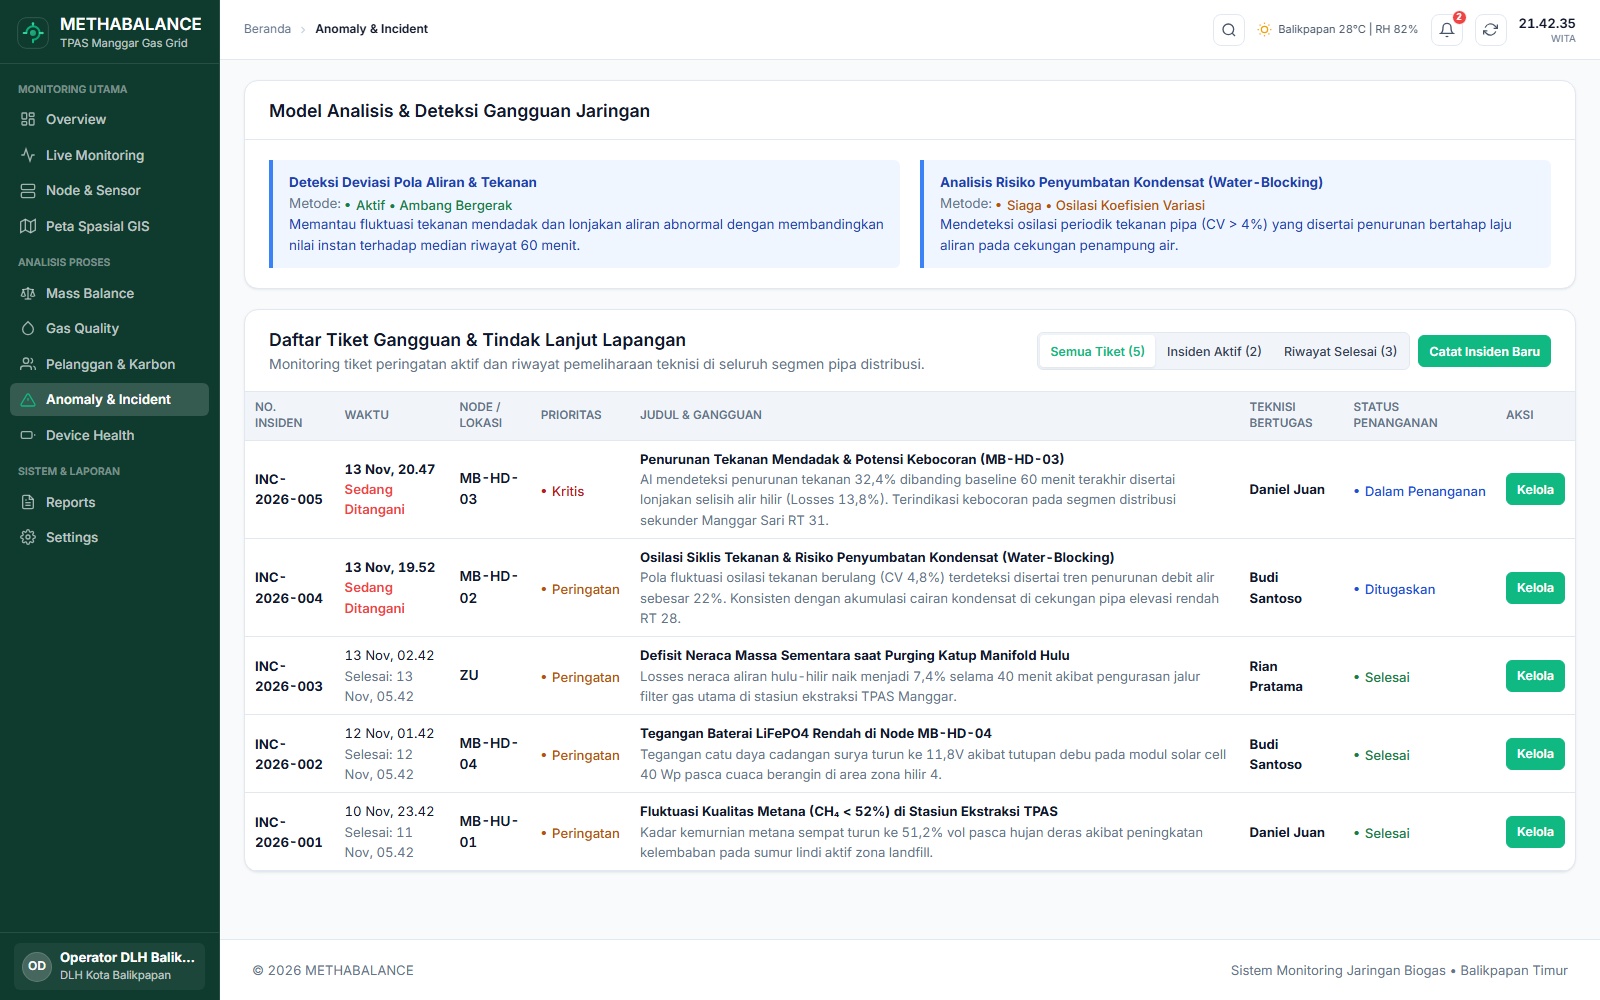 METHABALANCE
TPAS Manggar Gas Grid
MONITORING UTAMA
Overview
Live Monitoring
Node & Sensor
Peta Spasial GIS
ANALISIS PROSES
Mass Balance
Gas Quality
Pelanggan & Karbon
Anomaly & Incident
Device Health
SISTEM & LAPORAN
Reports
Settings
OD
Operator DLH Balik...
DLH Kota Balikpapan
Beranda › Anomaly & Incident
Balikpapan 28°C | RH 82%
2
21.42.35
WITA
Model Analisis & Deteksi Gangguan Jaringan
Deteksi Deviasi Pola Aliran & Tekanan
Metode: • Aktif • Ambang Bergerak
Memantau fluktuasi tekanan mendadak dan lonjakan aliran abnormal dengan membandingkan
nilai instan terhadap median riwayat 60 menit.
Analisis Risiko Penyumbatan Kondensat (Water-Blocking)
Metode: • Siaga • Osilasi Koefisien Variasi
Mendeteksi osilasi periodik tekanan pipa (CV > 4%) yang disertai penurunan bertahap laju
aliran pada cekungan penampung air.
Daftar Tiket Gangguan & Tindak Lanjut Lapangan
Monitoring tiket peringatan aktif dan riwayat pemeliharaan teknisi di seluruh segmen pipa distribusi.
Semua Tiket (5)
Insiden Aktif (2)
Riwayat Selesai (3)
Catat Insiden Baru
NO.
INSIDEN
WAKTU
NODE /
LOKASI
PRIORITAS
JUDUL & GANGGUAN
TEKNISI
BERTUGAS
STATUS
PENANGANAN
AKSI
INC-
2026-005
13 Nov, 20.47
Sedang
Ditangani
MB-HD-
03
• Kritis
Penurunan Tekanan Mendadak & Potensi Kebocoran (MB-HD-03)
AI mendeteksi penurunan tekanan 32,4% dibanding baseline 60 menit terakhir disertai
lonjakan selisih alir hilir (Losses 13,8%). Terindikasi kebocoran pada segmen distribusi
sekunder Manggar Sari RT 31.
Daniel Juan
• Dalam Penanganan
Kelola
INC-
2026-004
13 Nov, 19.52
Sedang
Ditangani
MB-HD-
02
• Peringatan
Osilasi Siklis Tekanan & Risiko Penyumbatan Kondensat (Water-Blocking)
Pola fluktuasi osilasi tekanan berulang (CV 4,8%) terdeteksi disertai tren penurunan debit alir
sebesar 22%. Konsisten dengan akumulasi cairan kondensat di cekungan pipa elevasi rendah
RT 28.
Budi
Santoso
• Ditugaskan
Kelola
INC-
2026-003
13 Nov, 02.42
Selesai: 13
Nov, 05.42
ZU
• Peringatan
Defisit Neraca Massa Sementara saat Purging Katup Manifold Hulu
Losses neraca aliran hulu-hilir naik menjadi 7,4% selama 40 menit akibat pengurasan jalur
filter gas utama di stasiun ekstraksi TPAS Manggar.
Rian
Pratama
• Selesai
Kelola
INC-
2026-002
12 Nov, 01.42
Selesai: 12
Nov, 05.42
MB-HD-
04
• Peringatan
Tegangan Baterai LiFePO4 Rendah di Node MB-HD-04
Tegangan catu daya cadangan surya turun ke 11,8V akibat tutupan debu pada modul solar cell
40 Wp pasca cuaca berangin di area zona hilir 4.
Budi
Santoso
• Selesai
Kelola
INC-
2026-001
10 Nov, 23.42
Selesai: 11
Nov, 05.42
MB-HU-
01
• Peringatan
Fluktuasi Kualitas Metana (CH₄ < 52%) di Stasiun Ekstraksi TPAS
Kadar kemurnian metana sempat turun ke 51,2% vol pasca hujan deras akibat peningkatan
kelembaban pada sumur lindi aktif zona landfill.
Daniel Juan
• Selesai
Kelola
© 2026 METHABALANCE
Sistem Monitoring Jaringan Biogas • Balikpapan Timur